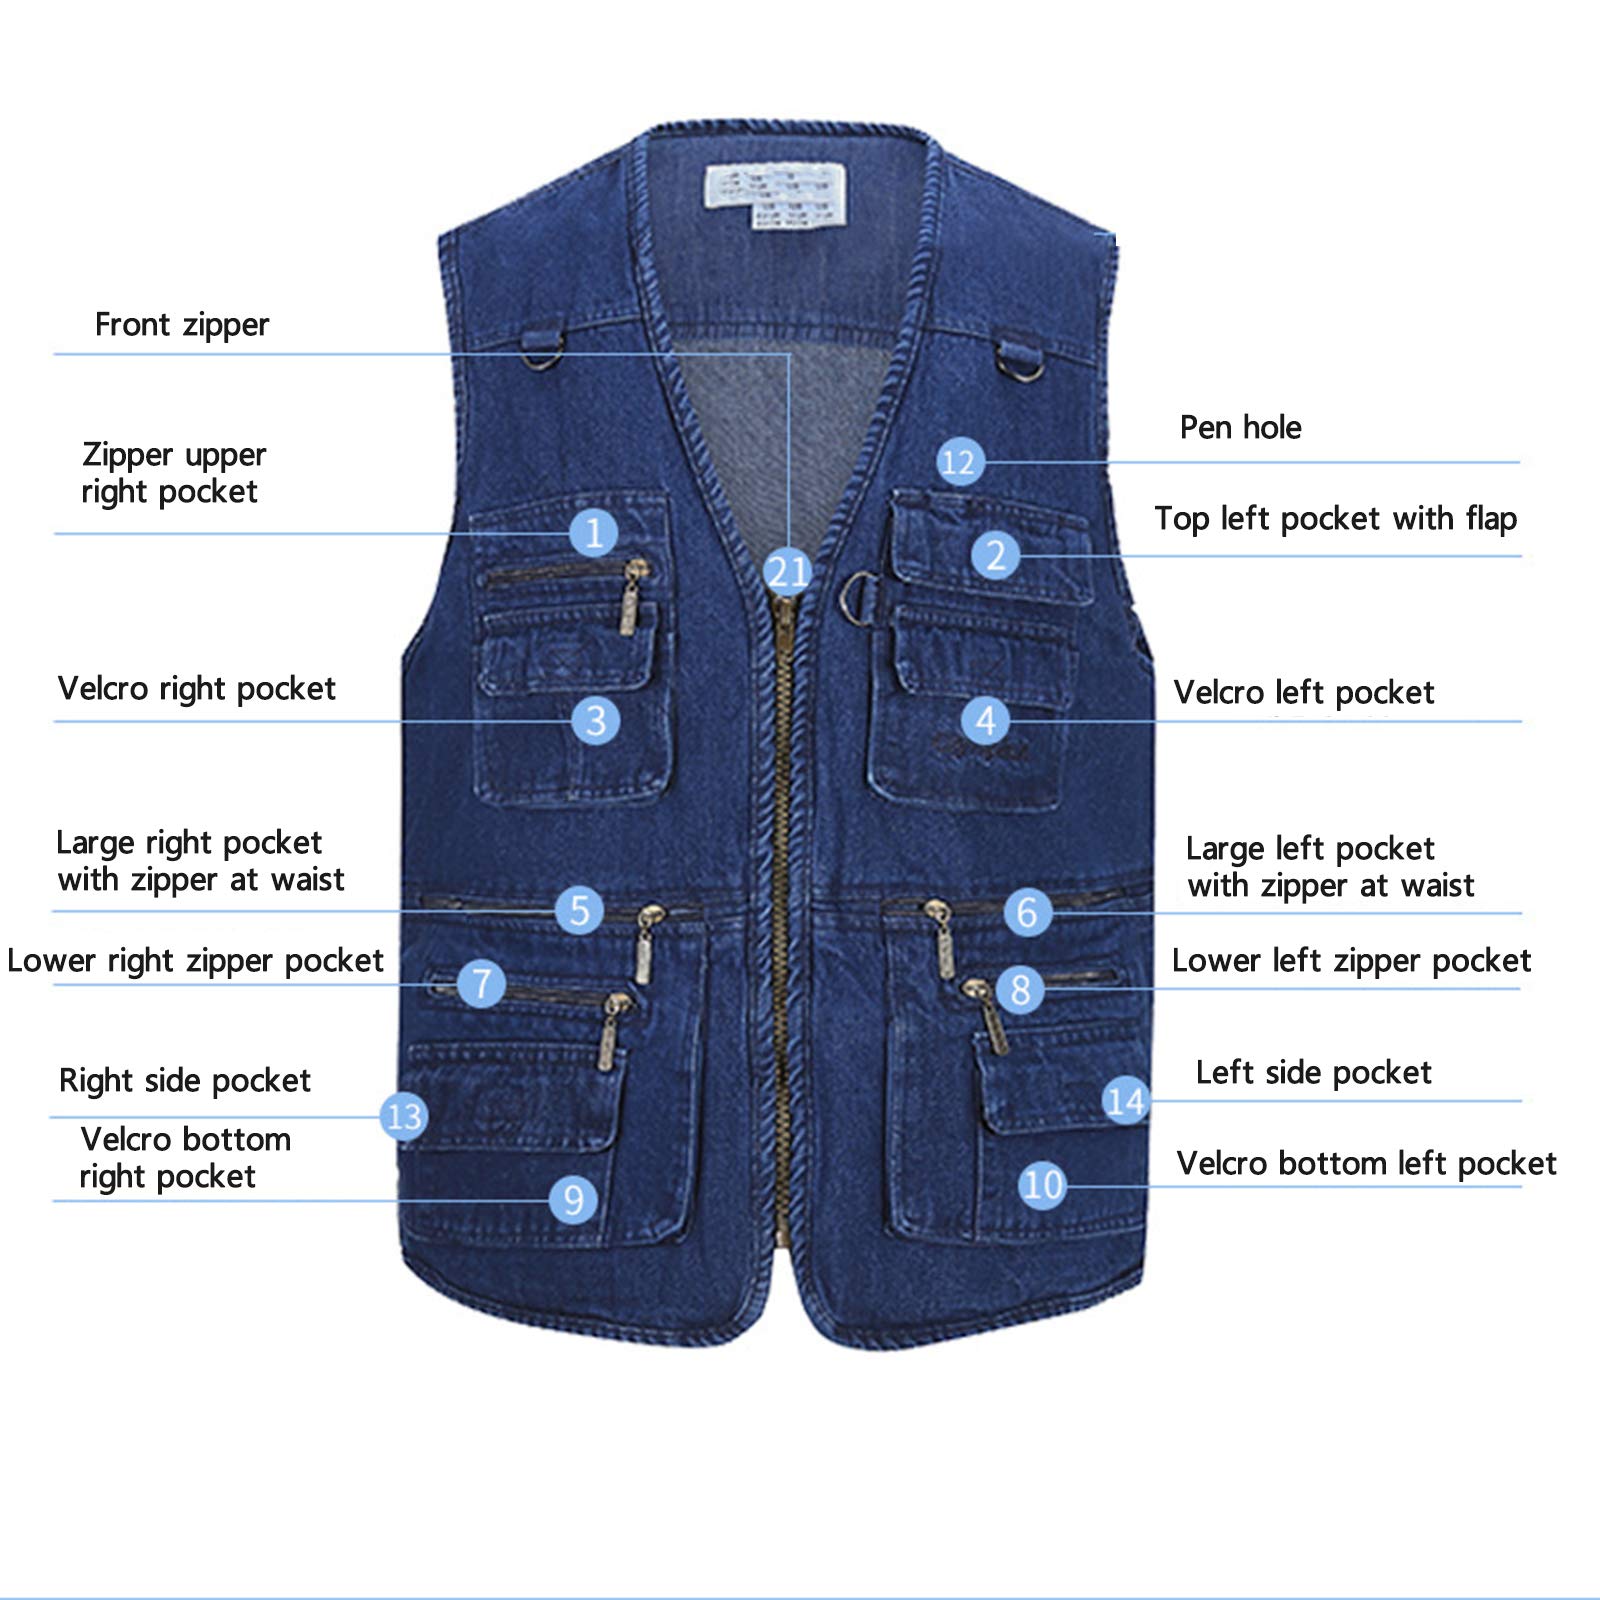 Front zipper
Zipper upper
right pocket
Velcro right pocket
Large right pocket
with zipper at waist
Lower right zipper pocket
Right side pocket
Velcro bottom
right pocket
21
1
3
5
7
13
9
12
2
4
6
8
14
10
Pen hole
Top left pocket with flap
Velcro left pocket
Large left pocket
with zipper at waist
Lower left zipper pocket
Left side pocket
Velcro bottom left pocket